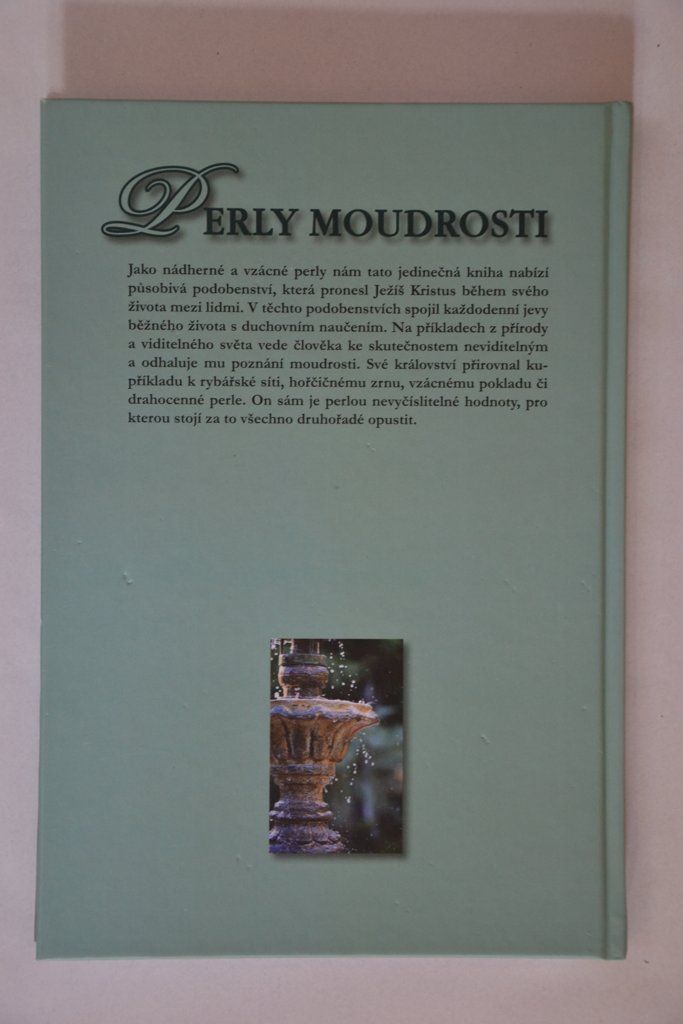 PERLY MOUDROSTI
Jako nádherné a vzácné perly nám tato jedinečná kniha nabízí
působivá podobenství, která pronesl Ježíš Kristus během svého
života mezi lidmi. V těchto podobenstvích spojil každodenní jevy
běžného života s duchovním naučením. Na příkladech z přírody
a viditelného světa vede člověka ke skutečnostem neviditelným
a odhaluje mu poznání moudrosti. Své království přirovnal ku-
příkladu k rybářské síti, hořčičnému zrnu, vzácnému pokladu či
drahocenné perle. On sám je perlou nevyčíslitelné hodnoty, pro
kterou stojí za to všechno druhořadé opustit.